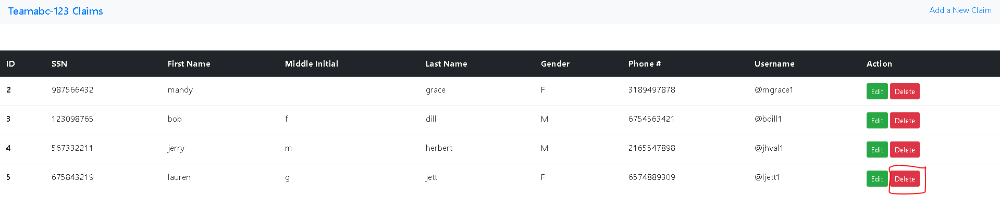 Teamabc-123 Claims Add a New Claim
ID SSN First Name Middle Initial Last Name Gender Phone # Username Action
2 987566432 mandy grace F 3189497878 @mgrace1 Edit Delete
3 123098765 bob f dill M 6754563421 @bdill1 Edit Delete
4 567332211 jerry m herbert M 2165547898 @jhval1 Edit Delete
5 675843219 lauren g jett F 6574889309 @ljett1 Edit Delete